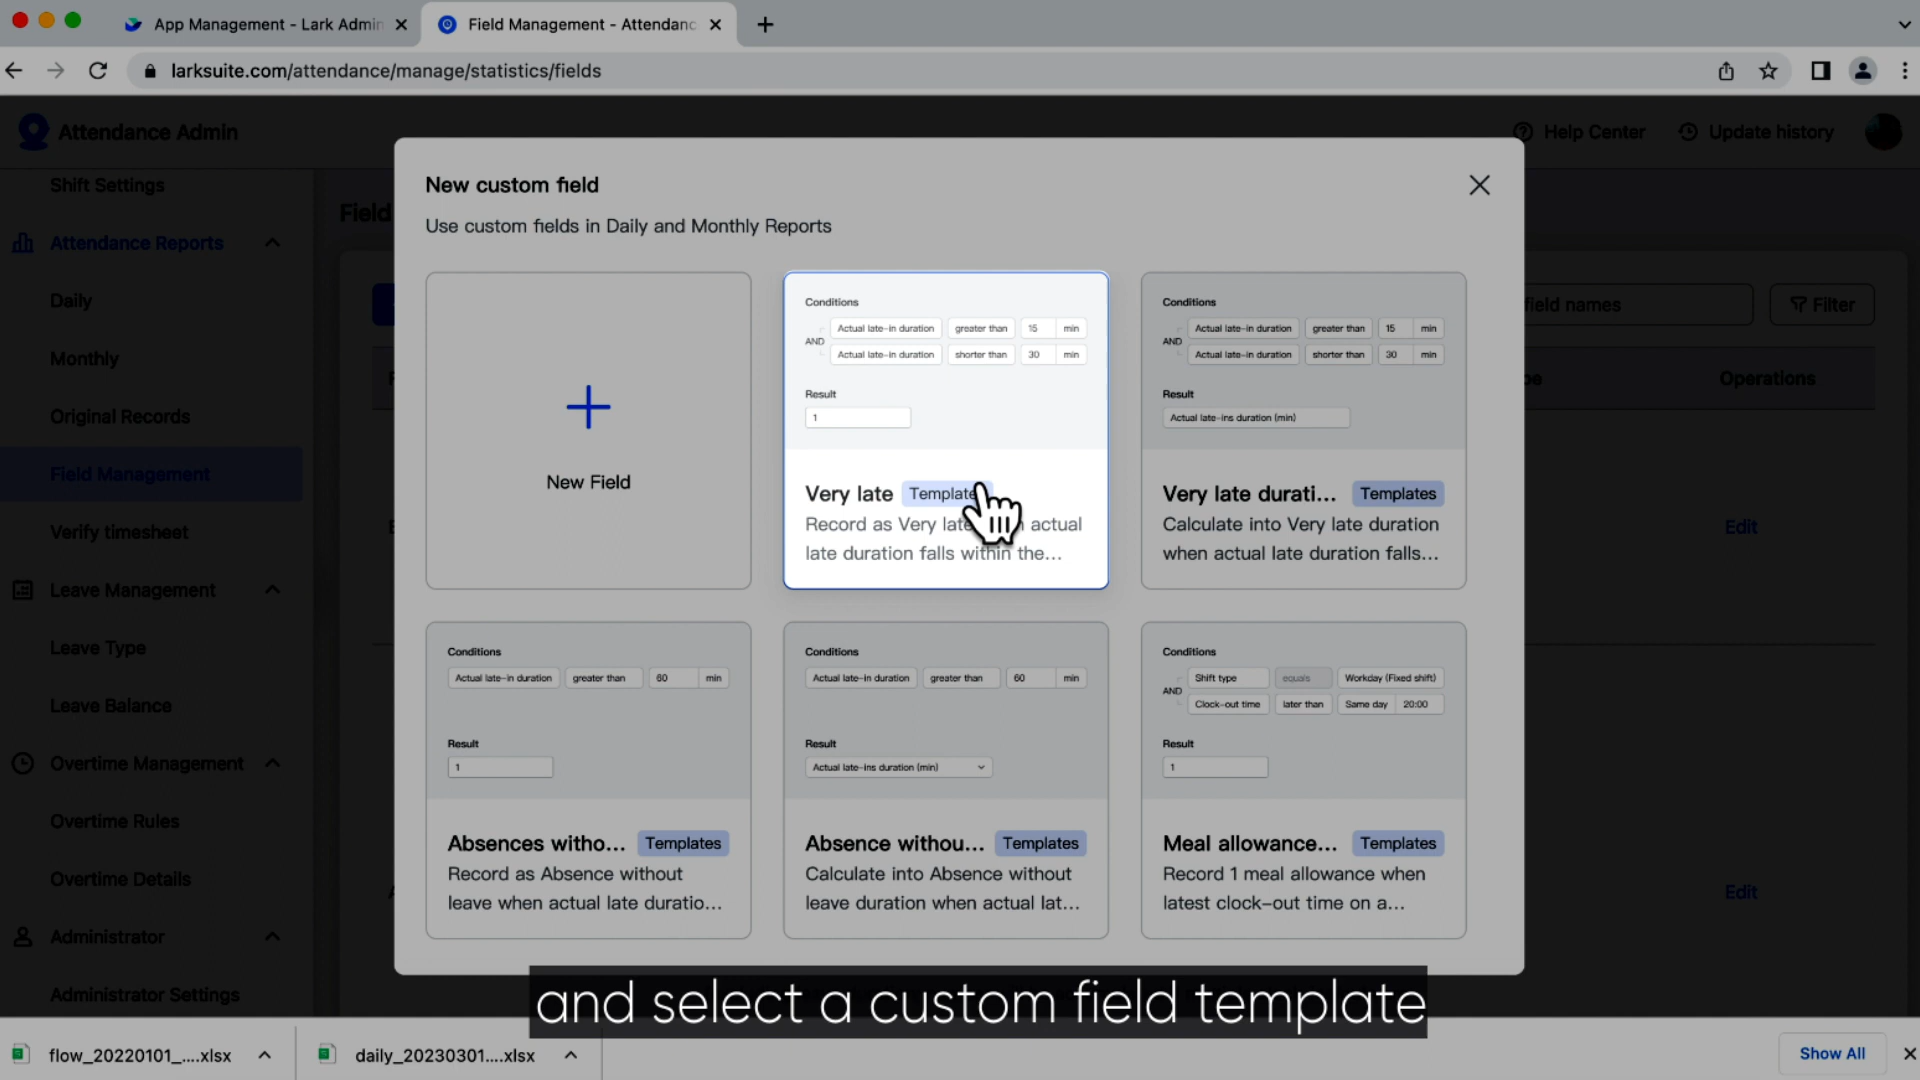 App Management - Lark Admin
Field Management - Attendanc
larksuite.com/attendance/manage/statistics/fields
Attendance Admin
Help Center
Update history
Shift Settings
Attendance Reports
Daily
Monthly
Original Records
Field Management
Verify timesheet
Leave Management
Leave Type
Leave Balance
Overtime Management
Overtime Rules
Overtime Details
Administrator
Administrator Settings
Field
field names
Filter
Operations
Edit
Edit
New custom field
Use custom fields in Daily and Monthly Reports
New Field
Conditions
AND
Actual late-in duration greater than 15 min
Actual late-in duration shorter than 30 min
Result
1
Very late Template
Record as Very late actual
late duration falls within the...
Conditions
AND
Actual late-in duration greater than 15 min
Actual late-in duration shorter than 30 min
Result
Actual late-ins duration (min)
Very late durati... Templates
Calculate into Very late duration
when actual late duration falls...
Conditions
Actual late-in duration greater than 60 min
Result
1
Absences witho... Templates
Record as Absence without
leave when actual late duratio...
Conditions
Actual late-in duration greater than 60 min
Result
Actual late-ins duration (min)
Absence withou... Templates
Calculate into Absence without
leave duration when actual lat...
Conditions
AND
Shift type equals Workday (Fixed shift)
Clock-out time later than Same day 20:00
Result
1
Meal allowance... Templates
Record 1 meal allowance when
latest clock-out time on a...
and select a custom field template
flow_20220101_....xlsx
daily_20230301....xlsx
Show All